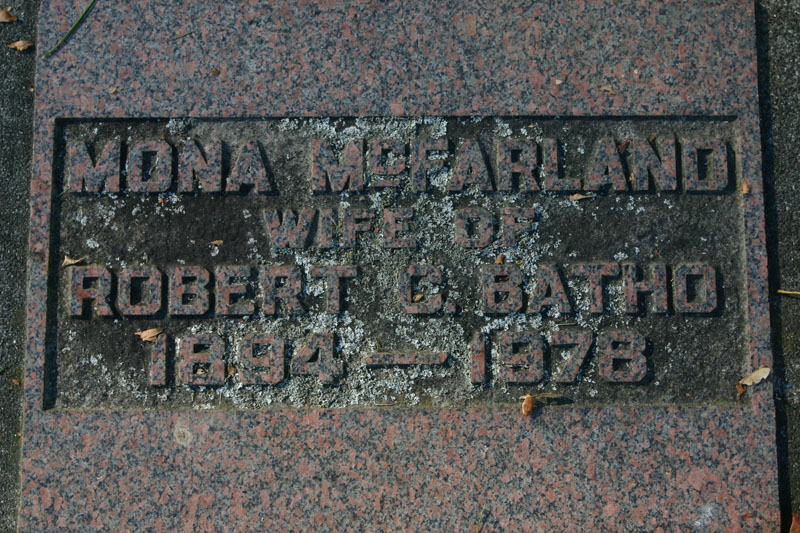 MONA McFARLAND
WIFE OF
ROBERT C. BATHO
1894 — 1978